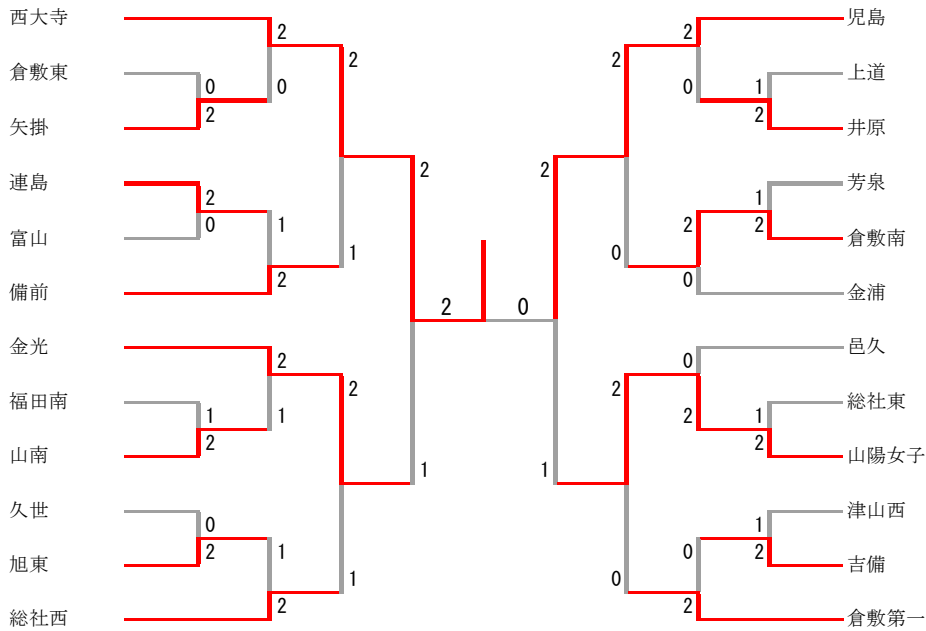 西大寺 児島
2 2
2 2
倉敷東 上道
0 0 0 1
2 2
矢掛 井原
2 2
連島 芳泉
2 1
0 1 2 2
富山 倉敷南
1 0
2 0
備前 金浦
2 0
金光 邑久
2 0
2 2
福田南 総社東
1 1 2 1
2 2
山南 山陽女子
1 1
久世 津山西
0 1
2 1 0 2
旭東 吉備
1 0
2 2
総社西 倉敷第一